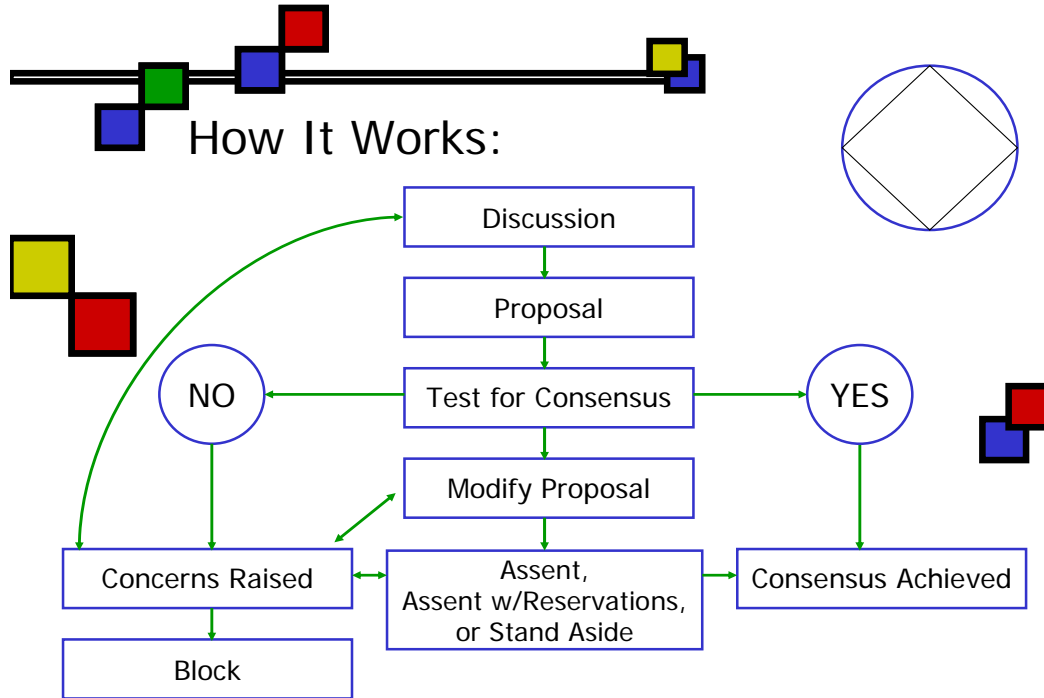 How It Works:
Discussion
Proposal
NO
Test for Consensus
YES
Modify Proposal
Concerns Raised
Assent,
Assent w/Reservations,
or Stand Aside
Consensus Achieved
Block